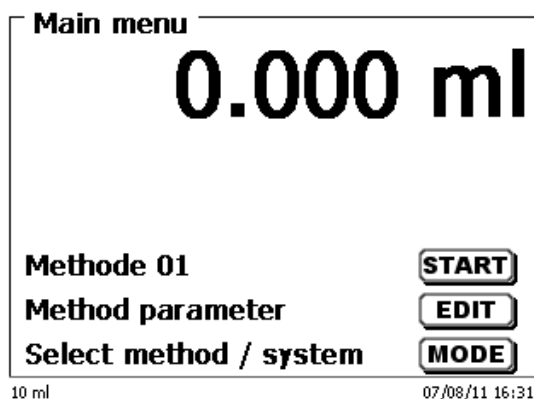 Main menu
0.000 ml
Methode 01 START
Method parameter EDIT
Select method / system MODE
10 ml 07/08/11 16:31